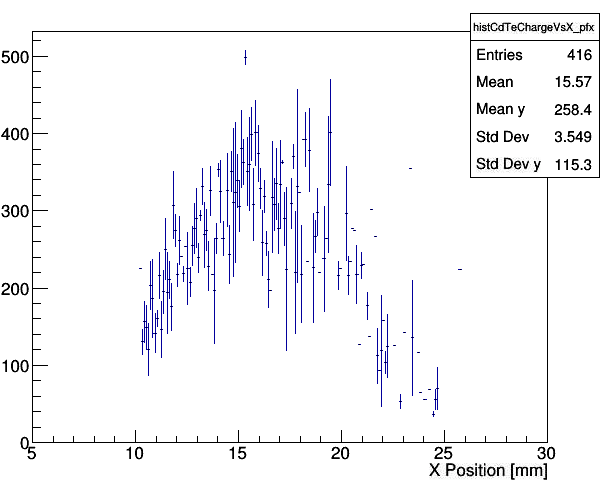 histCdTeChargeVsX_pfx
Entries 416
Mean 15.57
Mean y 258.4
Std Dev 3.549
Std Dev y 115.3
500
400
300
200
100
0
5 10 15 20 25 30
X Position [mm]